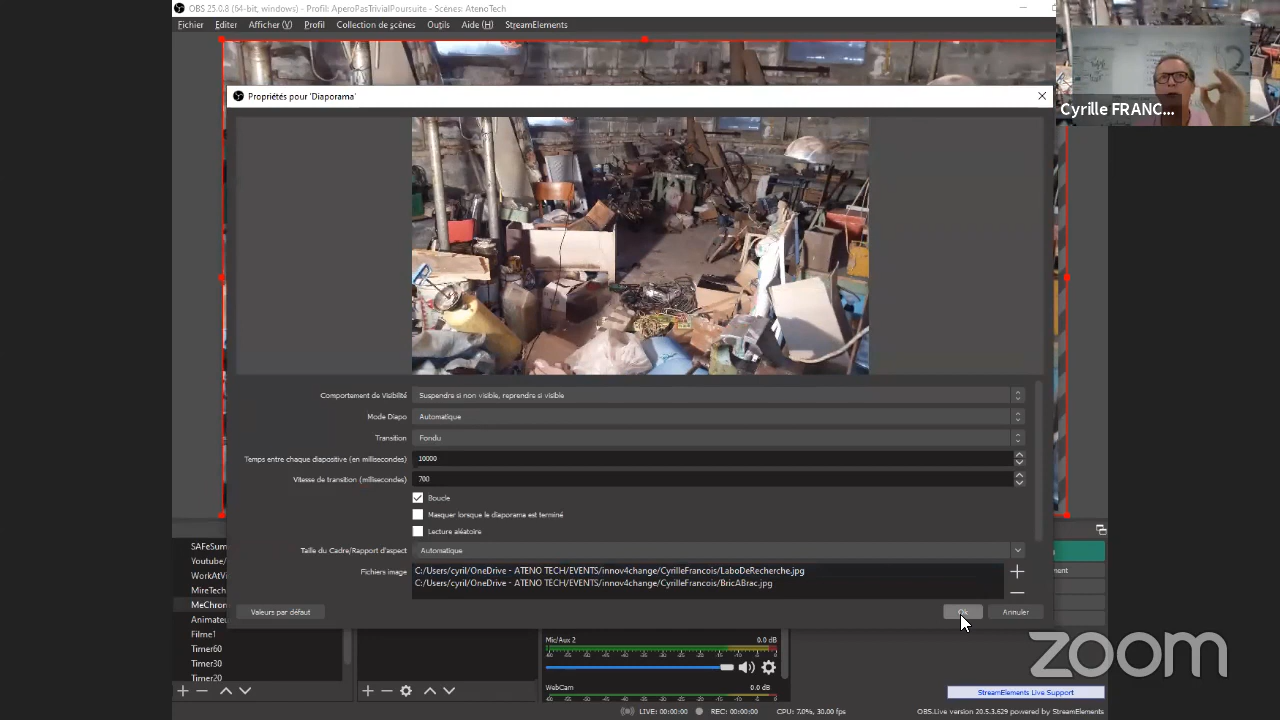 OBS 25.0.8 (64-bit, windows) - Profil: AperoPasTrivialPoursuite - Scènes: AtenoTech
Fichier Éditer Afficher (V) Profil Collection de scènes Outils Aide (H) StreamElements
Cyrille FRANC...
Propriétés pour 'Diaporama'
Comportement de Visibilité Suspendre si non visible, reprendre si visible
Mode Diapo Automatique
Transition Fondu
Temps entre chaque diapositive (en millisecondes) 10000
Vitesse de transition (millisecondes) 700
Boucle
Masquer lorsque le diaporama est terminé
Lecture aléatoire
Taille du Cadre/Rapport d'aspect Automatique
Fichiers image C:/Users/cyril/OneDrive - ATENO TECH/EVENTS/innov4change/CyrilleFrancois/LaboDeRecherche.jpg
C:/Users/cyril/OneDrive - ATENO TECH/EVENTS/innov4change/CyrilleFrancois/BricABrac.jpg
Valeurs par défaut Ok Annuler
SAFeSum
Youtube/
WorkAtVi
MireTech
MeChron
Animateu
Filme1
Timer60
Timer30
Timer20
Mic/Aux 2 0.0 dB
WebCam 0.0 dB
zoom
StreamElements Live Support
LIVE: 00:00:00 REC: 00:00:00 CPU: 7.0%, 30.00 fps OBS.Live version 20.5.3.629 powered by StreamElements